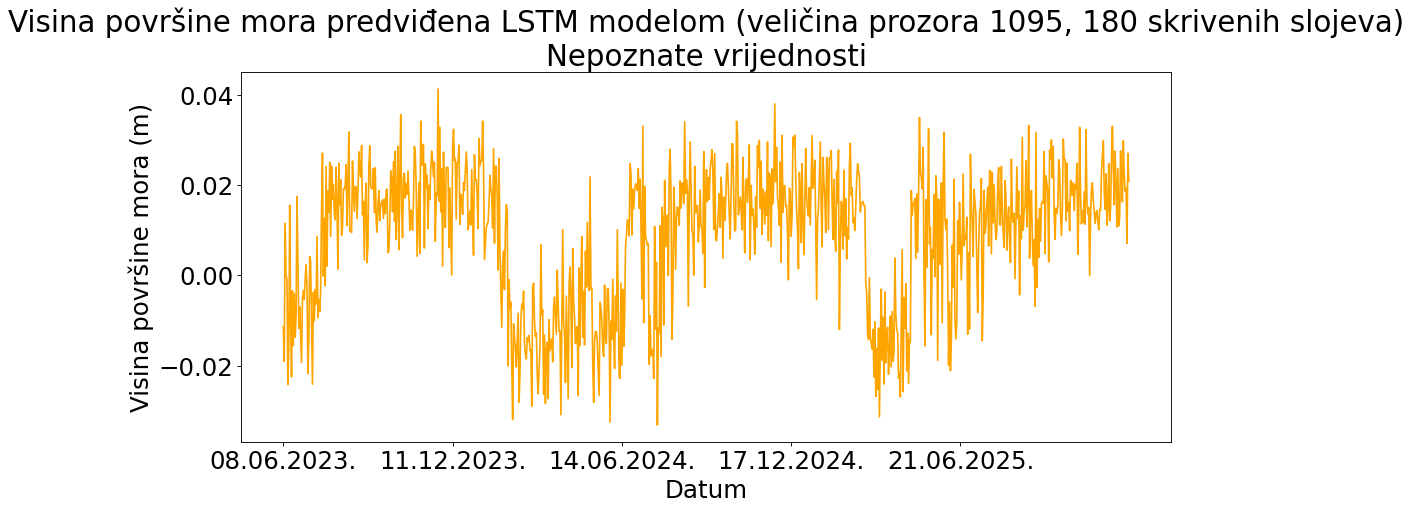 Visina površine mora predviđena LSTM modelom (veličina prozora 1095, 180 skrivenih slojeva)
Nepoznate vrijednosti
Visina površine mora (m)
0.04
0.02
0.00
−0.02
08.06.2023. 11.12.2023. 14.06.2024. 17.12.2024. 21.06.2025.
Datum